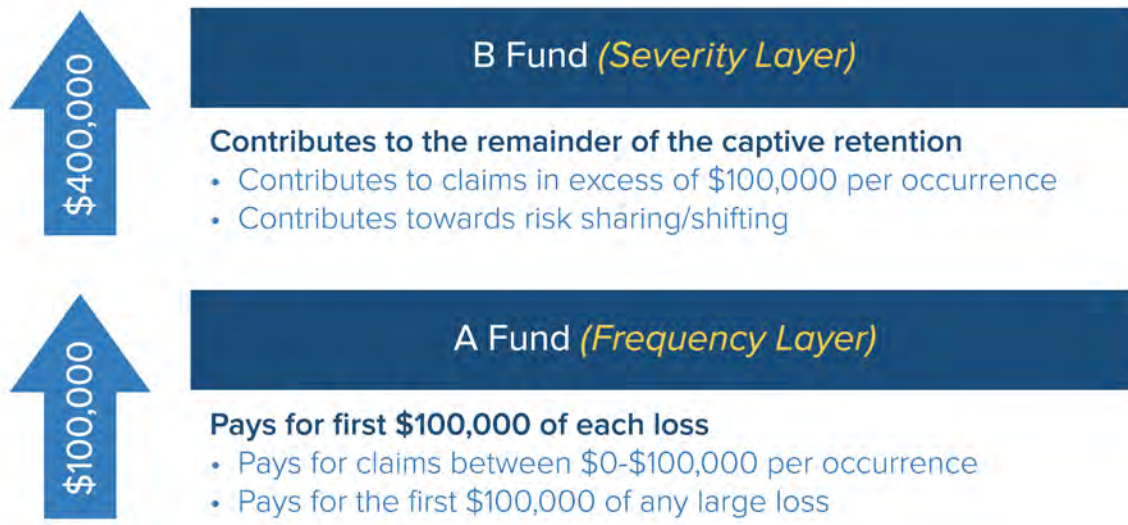 $400,000
B Fund (Severity Layer)
Contributes to the remainder of the captive retention
• Contributes to claims in excess of $100,000 per occurrence
• Contributes towards risk sharing/shifting
$100,000
A Fund (Frequency Layer)
Pays for first $100,000 of each loss
• Pays for claims between $0-$100,000 per occurrence
• Pays for the first $100,000 of any large loss